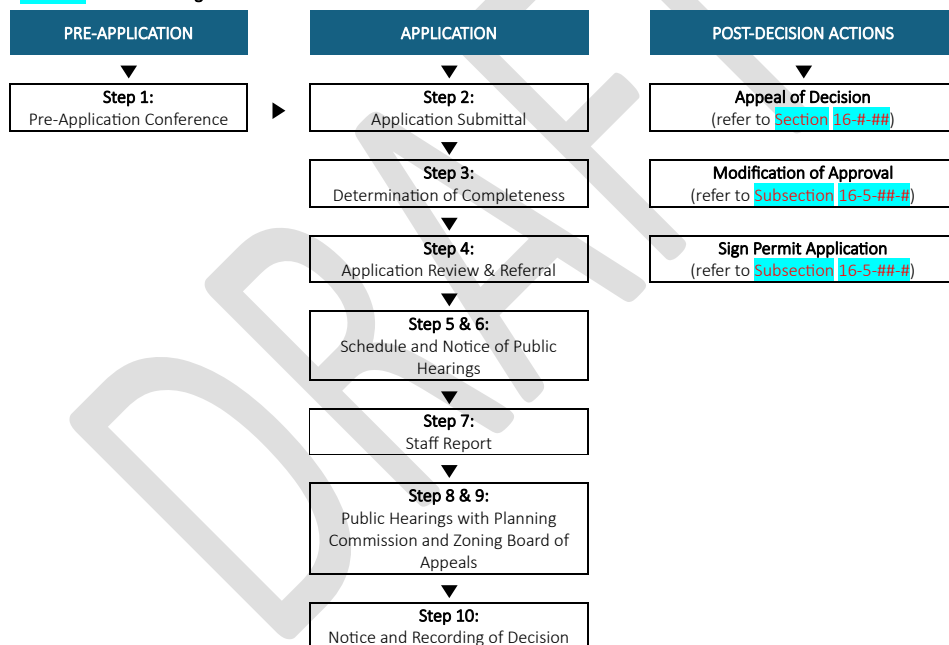 PRE-APPLICATION
Step 1:
Pre-Application Conference
APPLICATION
Step 2:
Application Submittal
Step 3:
Determination of Completeness
Step 4:
Application Review & Referral
Step 5 & 6:
Schedule and Notice of Public
Hearings
Step 7:
Staff Report
Step 8 & 9:
Public Hearings with Planning
Commission and Zoning Board of
Appeals
Step 10:
Notice and Recording of Decision
POST-DECISION ACTIONS
Appeal of Decision
(refer to Section 16-#-##)
Modification of Approval
(refer to Subsection 16-5-##-#)
Sign Permit Application
(refer to Subsection 16-5-##-#)
DRAFT